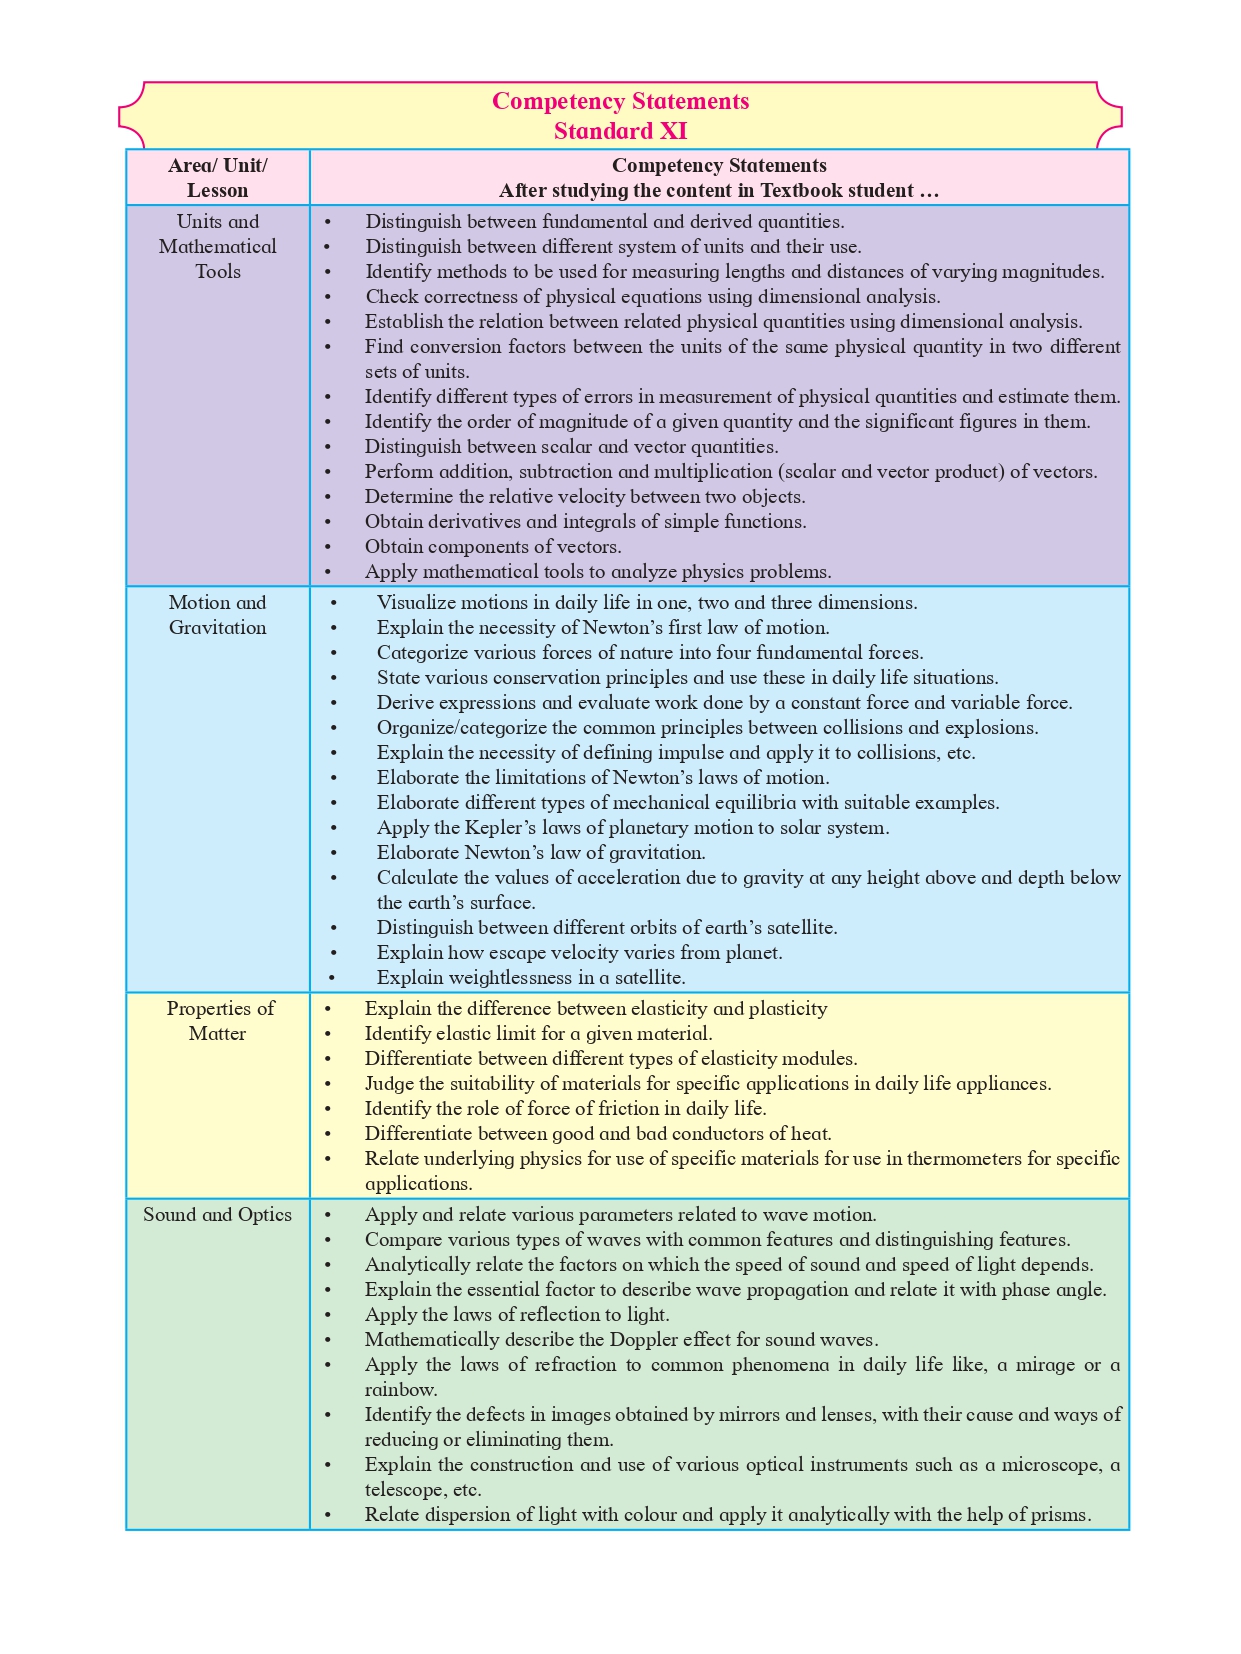 Competency Statements
Standard XI
Area/ Unit/
Lesson
Competency Statements
After studying the content in Textbook student …
Units and
Mathematical
Tools
• Distinguish between fundamental and derived quantities.
• Distinguish between different system of units and their use.
• Identify methods to be used for measuring lengths and distances of varying magnitudes.
• Check correctness of physical equations using dimensional analysis.
• Establish the relation between related physical quantities using dimensional analysis.
• Find conversion factors between the units of the same physical quantity in two different
sets of units.
• Identify different types of errors in measurement of physical quantities and estimate them.
• Identify the order of magnitude of a given quantity and the significant figures in them.
• Distinguish between scalar and vector quantities.
• Perform addition, subtraction and multiplication (scalar and vector product) of vectors.
• Determine the relative velocity between two objects.
• Obtain derivatives and integrals of simple functions.
• Obtain components of vectors.
• Apply mathematical tools to analyze physics problems.
Motion and
Gravitation
• Visualize motions in daily life in one, two and three dimensions.
• Explain the necessity of Newton’s first law of motion.
• Categorize various forces of nature into four fundamental forces.
• State various conservation principles and use these in daily life situations.
• Derive expressions and evaluate work done by a constant force and variable force.
• Organize/categorize the common principles between collisions and explosions.
• Explain the necessity of defining impulse and apply it to collisions, etc.
• Elaborate the limitations of Newton’s laws of motion.
• Elaborate different types of mechanical equilibria with suitable examples.
• Apply the Kepler’s laws of planetary motion to solar system.
• Elaborate Newton’s law of gravitation.
• Calculate the values of acceleration due to gravity at any height above and depth below
the earth’s surface.
• Distinguish between different orbits of earth’s satellite.
• Explain how escape velocity varies from planet.
• Explain weightlessness in a satellite.
Properties of
Matter
• Explain the difference between elasticity and plasticity
• Identify elastic limit for a given material.
• Differentiate between different types of elasticity modules.
• Judge the suitability of materials for specific applications in daily life appliances.
• Identify the role of force of friction in daily life.
• Differentiate between good and bad conductors of heat.
• Relate underlying physics for use of specific materials for use in thermometers for specific
applications.
Sound and Optics
• Apply and relate various parameters related to wave motion.
• Compare various types of waves with common features and distinguishing features.
• Analytically relate the factors on which the speed of sound and speed of light depends.
• Explain the essential factor to describe wave propagation and relate it with phase angle.
• Apply the laws of reflection to light.
• Mathematically describe the Doppler effect for sound waves.
• Apply the laws of refraction to common phenomena in daily life like, a mirage or a
rainbow.
• Identify the defects in images obtained by mirrors and lenses, with their cause and ways of
reducing or eliminating them.
• Explain the construction and use of various optical instruments such as a microscope, a
telescope, etc.
• Relate dispersion of light with colour and apply it analytically with the help of prisms.